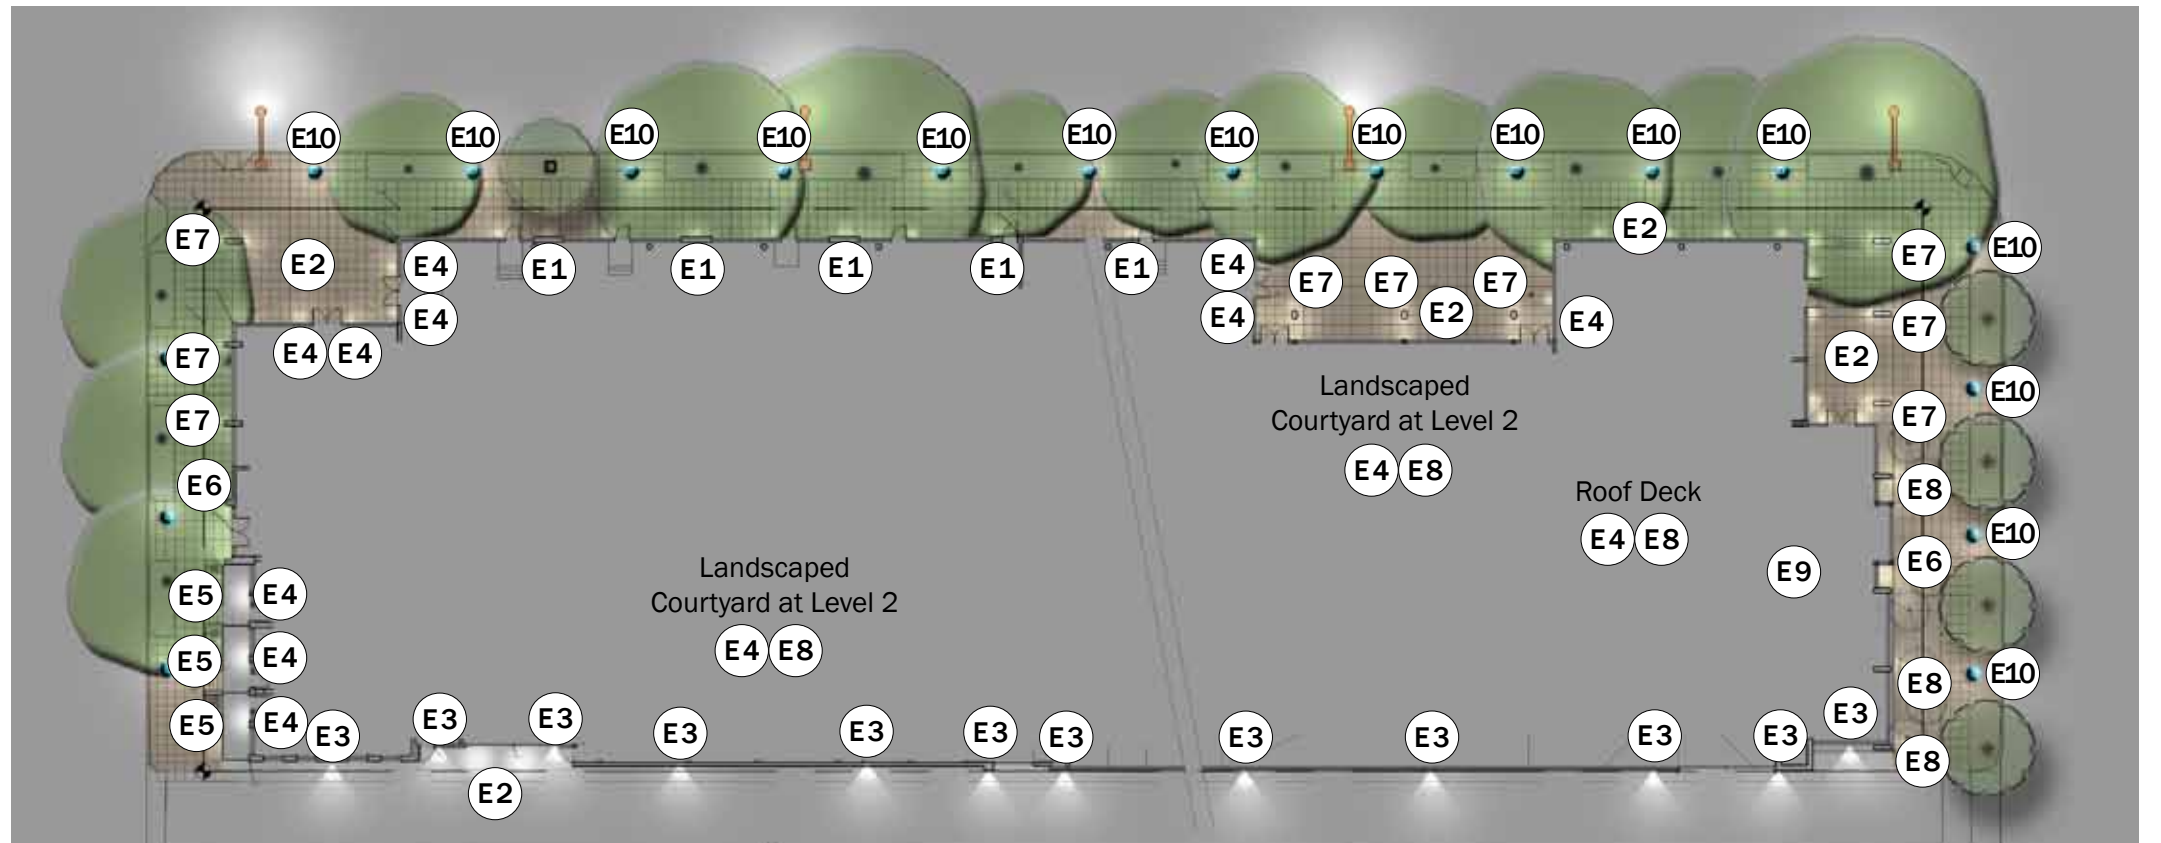 E10 E10 E10 E10 E10 E10 E10 E10 E10 E10 E10
E7 E2 E2 E7 E10
E4 E1 E1 E1 E1 E1 E4 E7 E7 E7
E4 E4 E2 E4 E7
E7 E4 E4 E2
Landscaped
Courtyard at Level 2
E10
E7 E7
E4 E8
E6 E8
Roof Deck
E4 E8
E10
Landscaped
Courtyard at Level 2
E9 E6
E5 E4
E4 E8
E5 E4
E8 E10
E5 E4 E3 E3 E3 E3 E3 E3 E3 E3 E3 E3 E3 E3
E2 E8